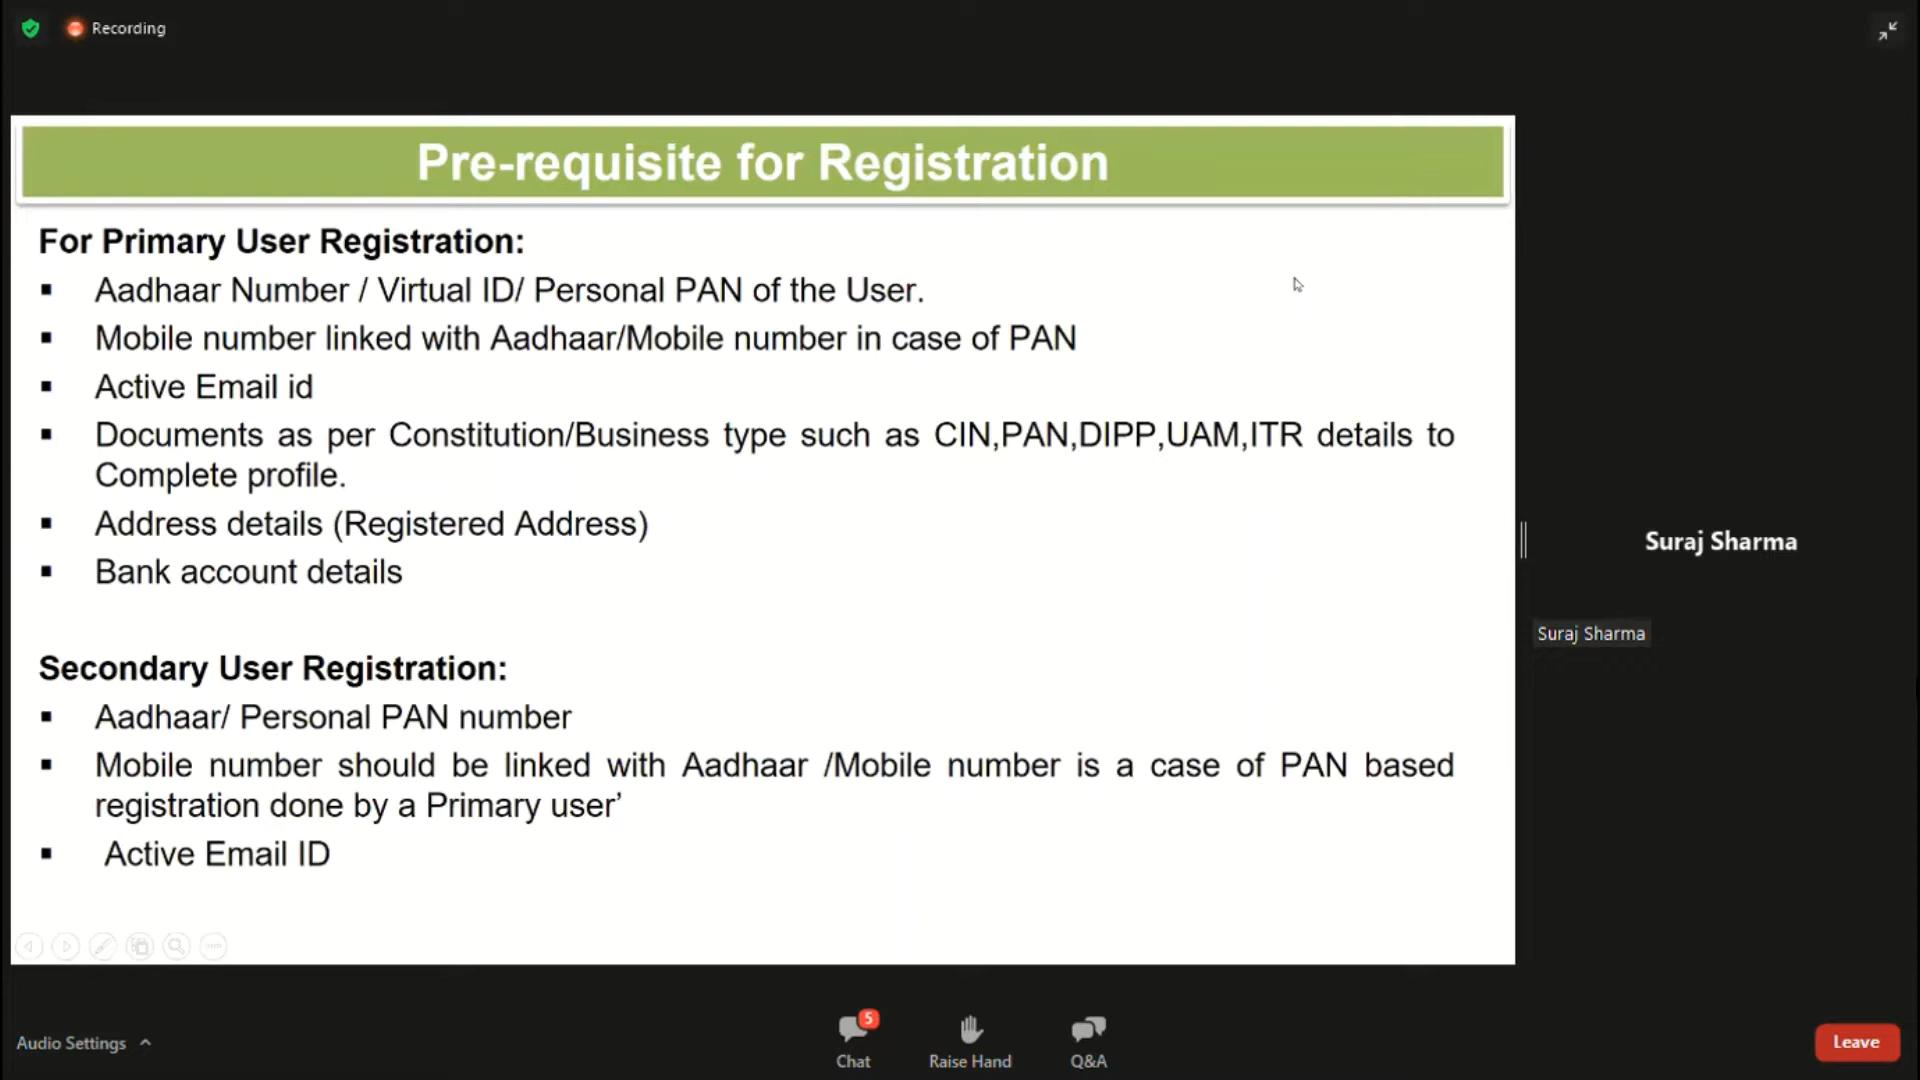 Recording
Pre-requisite for Registration
For Primary User Registration:
▪ Aadhaar Number / Virtual ID/ Personal PAN of the User.
▪ Mobile number linked with Aadhaar/Mobile number in case of PAN
▪ Active Email id
▪ Documents as per Constitution/Business type such as CIN,PAN,DIPP,UAM,ITR details to
Complete profile.
▪ Address details (Registered Address)
▪ Bank account details
Secondary User Registration:
▪ Aadhaar/ Personal PAN number
▪ Mobile number should be linked with Aadhaar /Mobile number is a case of PAN based
registration done by a Primary user’
▪ Active Email ID
Suraj Sharma
Suraj Sharma
Audio Settings
5
Chat
Raise Hand
Q&A
Leave